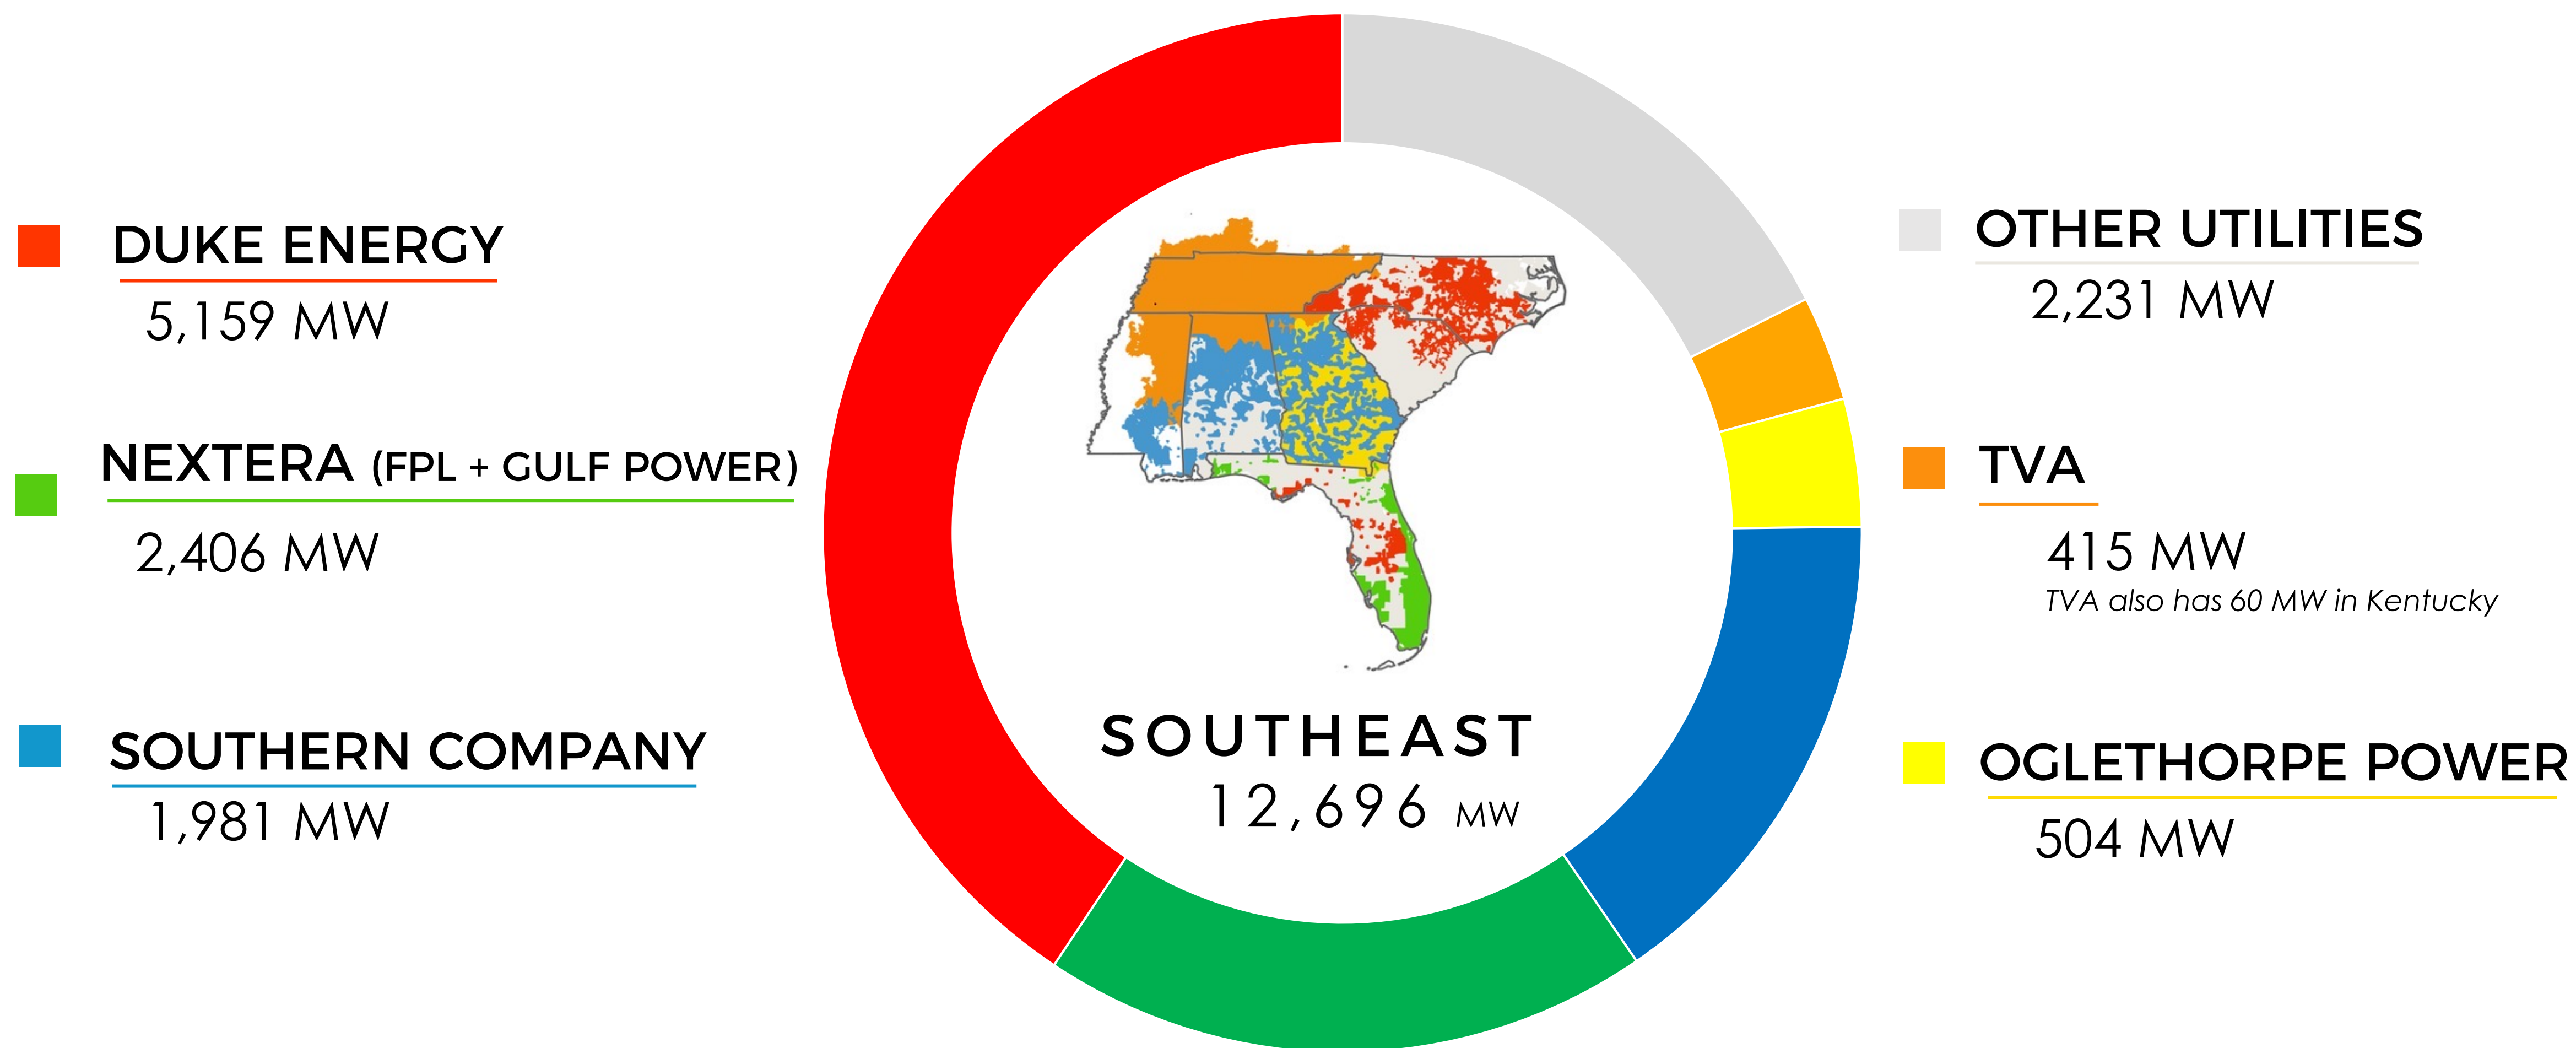 DUKE ENERGY
5,159 MW
NEXTERA (FPL + GULF POWER)
2,406 MW
SOUTHERN COMPANY
1,981 MW
SOUTHEAST
12,696 MW
OTHER UTILITIES
2,231 MW
TVA
415 MW
TVA also has 60 MW in Kentucky
OGLETHORPE POWER
504 MW